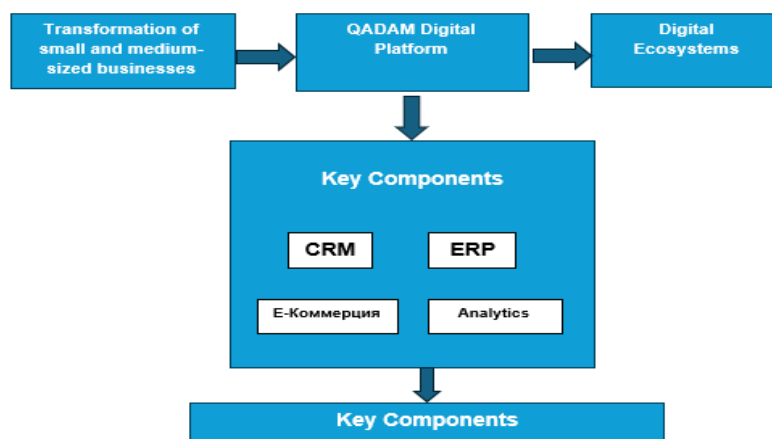 Transformation of
small and medium-
sized businesses
QADAM Digital
Platform
Digital
Ecosystems
Key Components
CRM
ERP
Е-Коммерция
Analytics
Key Components